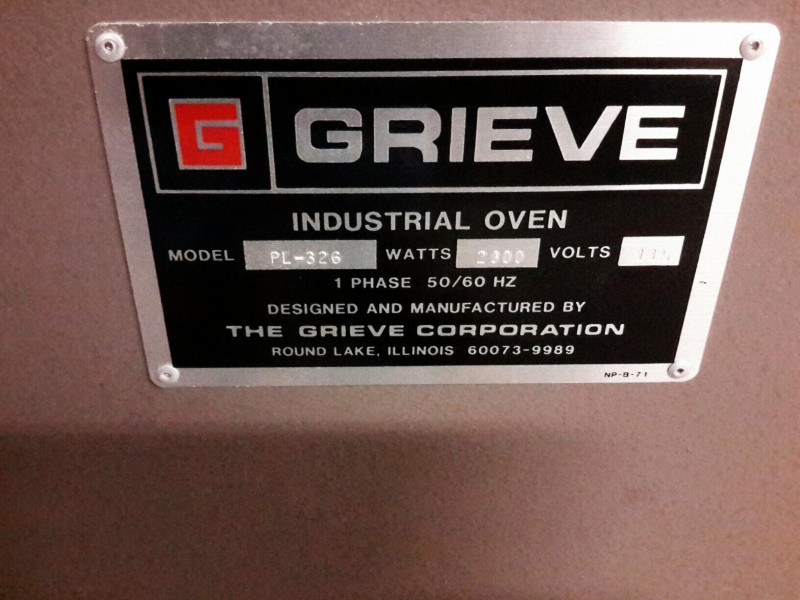 G GRIEVE
INDUSTRIAL OVEN
MODEL PL-326 WATTS 2300 VOLTS
1 PHASE 50/60 HZ
DESIGNED AND MANUFACTURED BY
THE GRIEVE CORPORATION
ROUND LAKE, ILLINOIS 60073-9989
NP-B-71